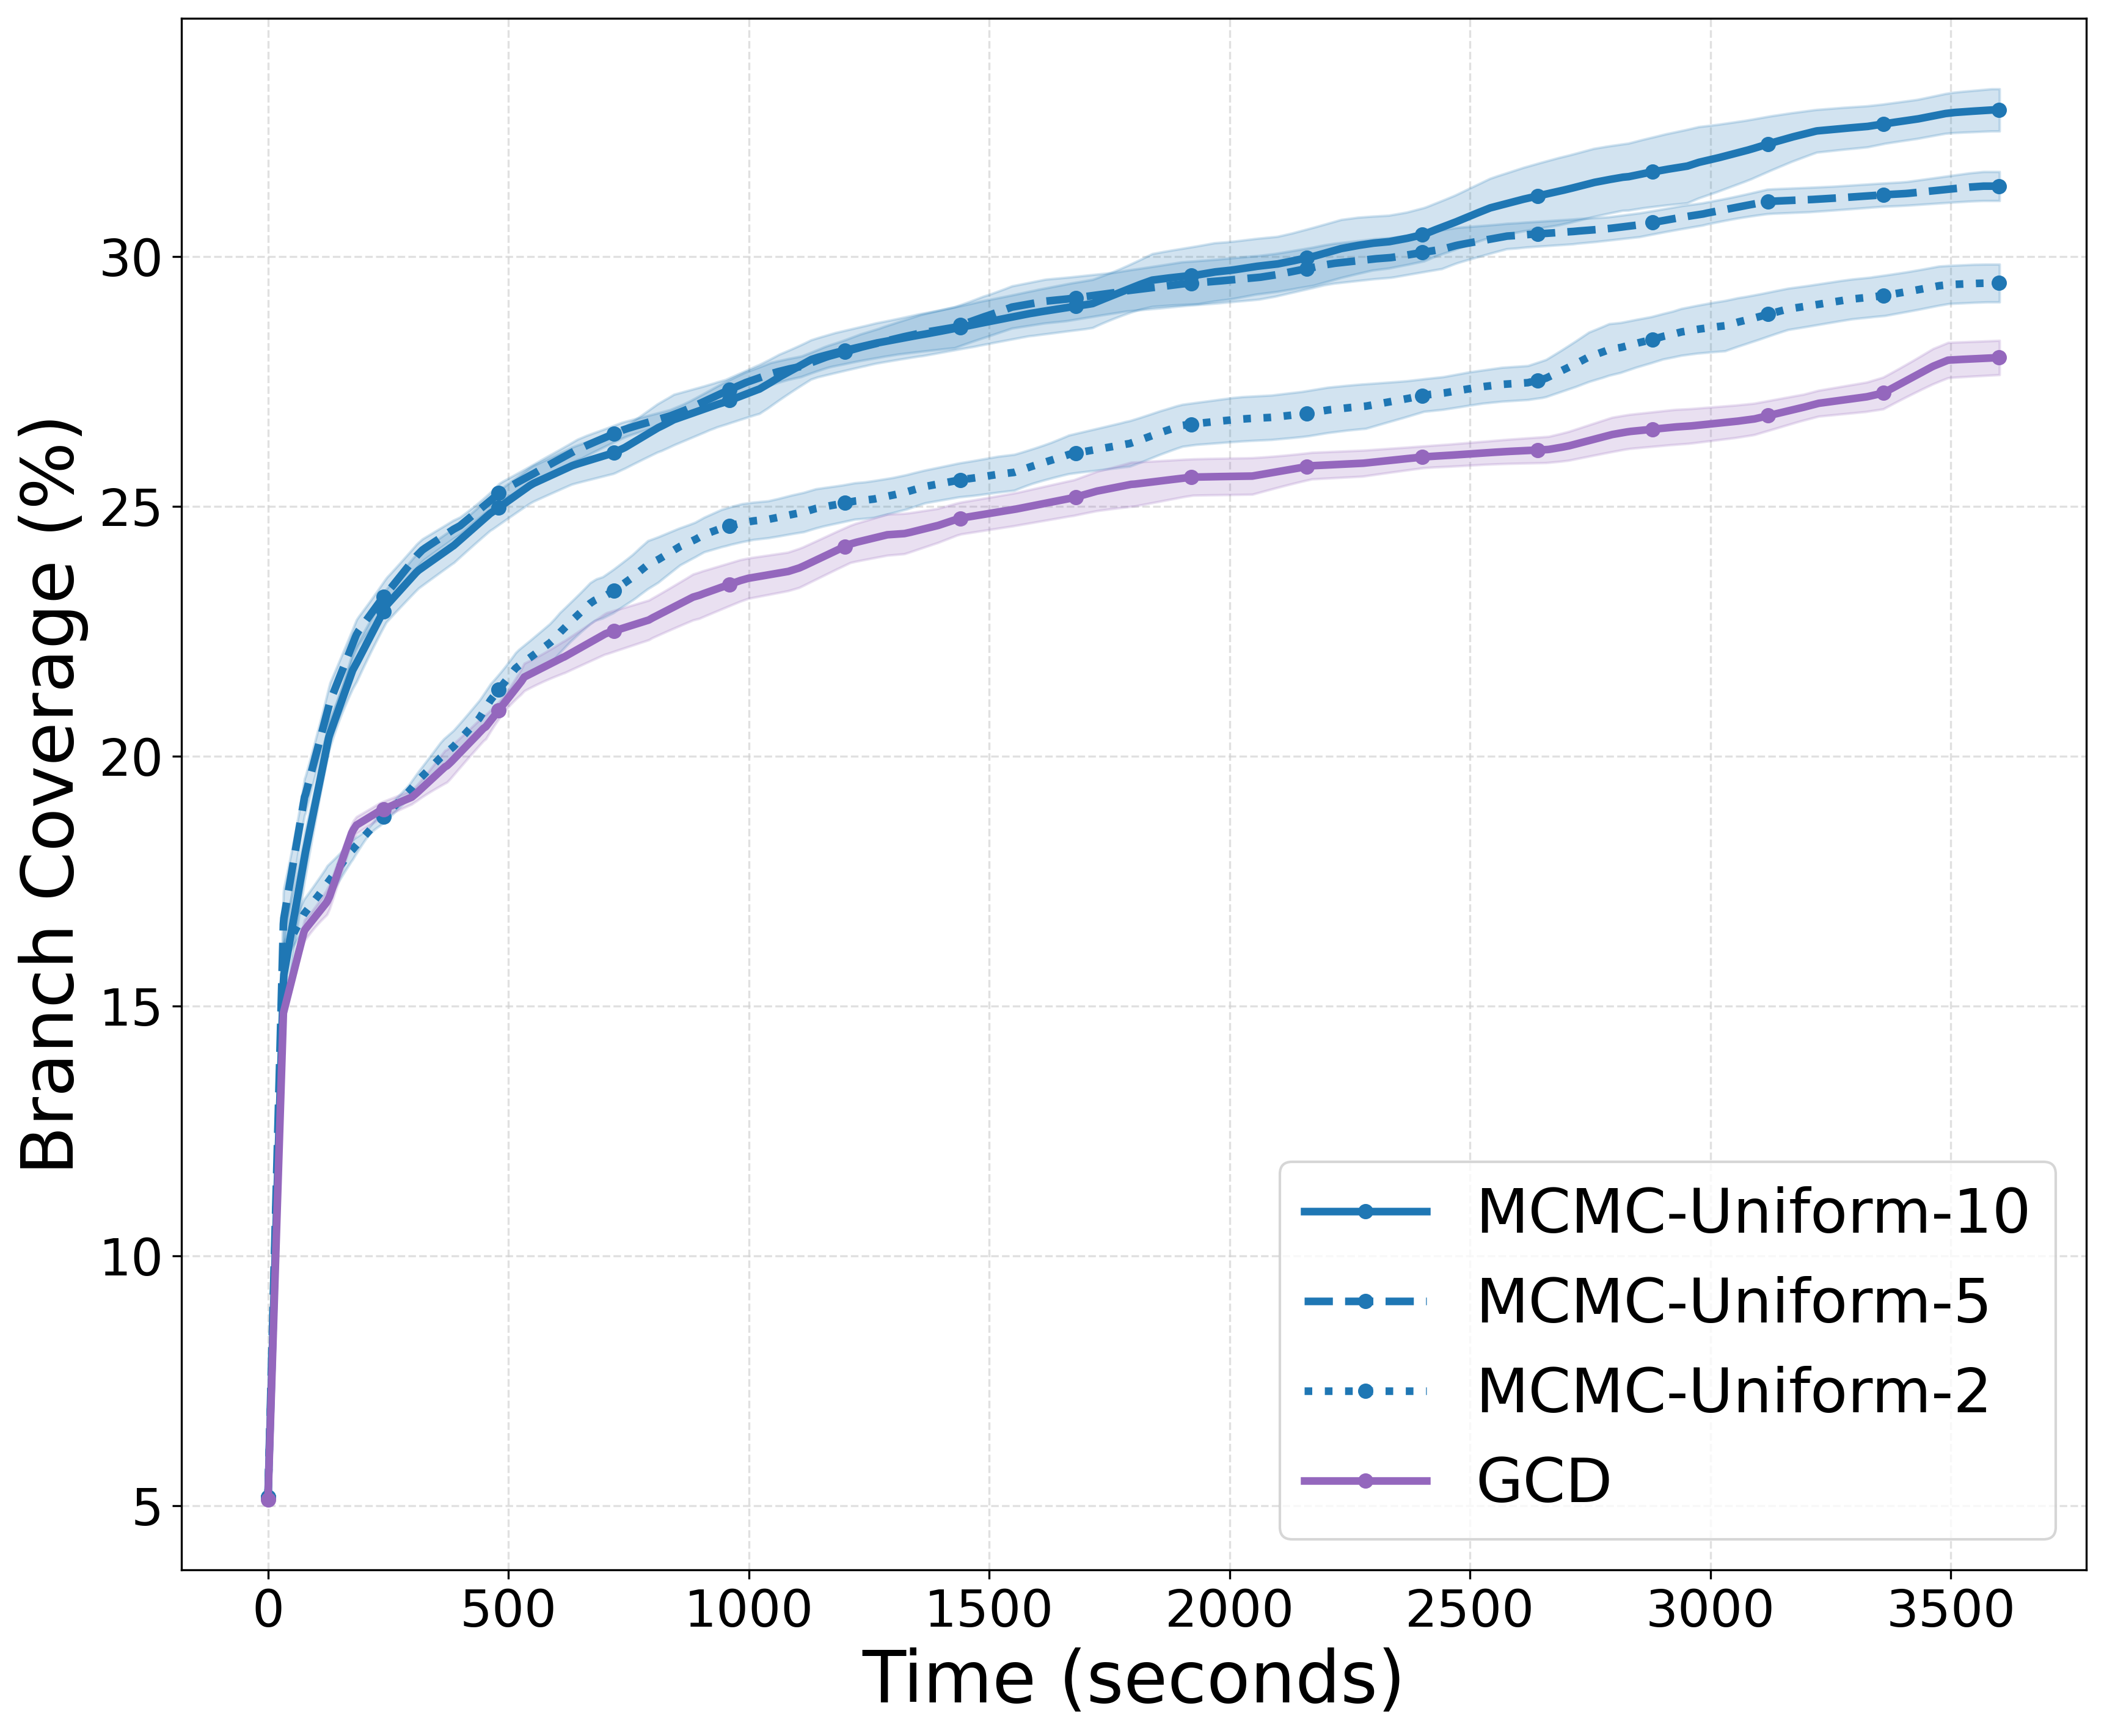 Branch Coverage (%)
30
25
20
15
10
5
0 500 1000 1500 2000 2500 3000 3500
Time (seconds)
MCMC-Uniform-10
MCMC-Uniform-5
MCMC-Uniform-2
GCD